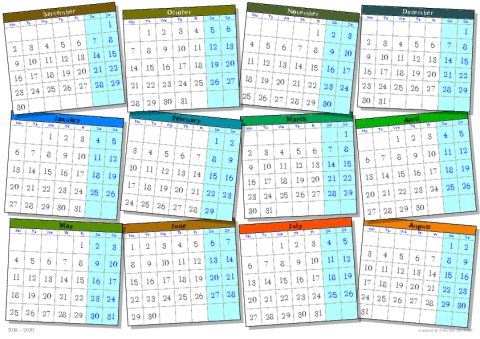 September
Mo Tu We Th Fr Sa Su
1
2 3 4 5 6 7 8
9 10 11 12 13 14 15
16 17 18 19 20 21 22
23 24 25 26 27 28 29
30
October
Mo Tu We Th Fr Sa Su
1 2 3 4 5 6
7 8 9 10 11 12 13
14 15 16 17 18 19 20
21 22 23 24 25 26 27
28 29 30 31
November
Mo Tu We Th Fr Sa Su
1 2 3
4 5 6 7 8 9 10
11 12 13 14 15 16 17
18 19 20 21 22 23 24
25 26 27 28 29 30
December
Mo Tu We Th Fr Sa Su
1
2 3 4 5 6 7 8
9 10 11 12 13 14 15
16 17 18 19 20 21 22
23 24 25 26 27 28 29
30 31
January
Mo Tu We Th Fr Sa Su
1 2 3 4 5
6 7 8 9 10 11 12
13 14 15 16 17 18 19
20 21 22 23 24 25 26
27 28 29 30 31
February
Mo Tu We Th Fr Sa Su
1 2
3 4 5 6 7 8 9
10 11 12 13 14 15 16
17 18 19 20 21 22 23
24 25 26 27 28 29
March
Mo Tu We Th Fr Sa Su
1
2 3 4 5 6 7 8
9 10 11 12 13 14 15
16 17 18 19 20 21 22
23 24 25 26 27 28 29
30 31
April
Mo Tu We Th Fr Sa Su
1 2 3 4 5
6 7 8 9 10 11 12
13 14 15 16 17 18 19
20 21 22 23 24 25 26
27 28 29 30
May
Mo Tu We Th Fr Sa Su
1 2 3
4 5 6 7 8 9 10
11 12 13 14 15 16 17
18 19 20 21 22 23 24
25 26 27 28 29 30 31
June
Mo Tu We Th Fr Sa Su
1 2 3 4 5 6 7
8 9 10 11 12 13 14
15 16 17 18 19 20 21
22 23 24 25 26 27 28
29 30
July
Mo Tu We Th Fr Sa Su
1 2 3 4 5
6 7 8 9 10 11 12
13 14 15 16 17 18 19
20 21 22 23 24 25 26
27 28 29 30 31
August
Mo Tu We Th Fr Sa Su
1 2
3 4 5 6 7 8 9
10 11 12 13 14 15 16
17 18 19 20 21 22 23
24 25 26 27 28 29 30
31
2019 - 2020